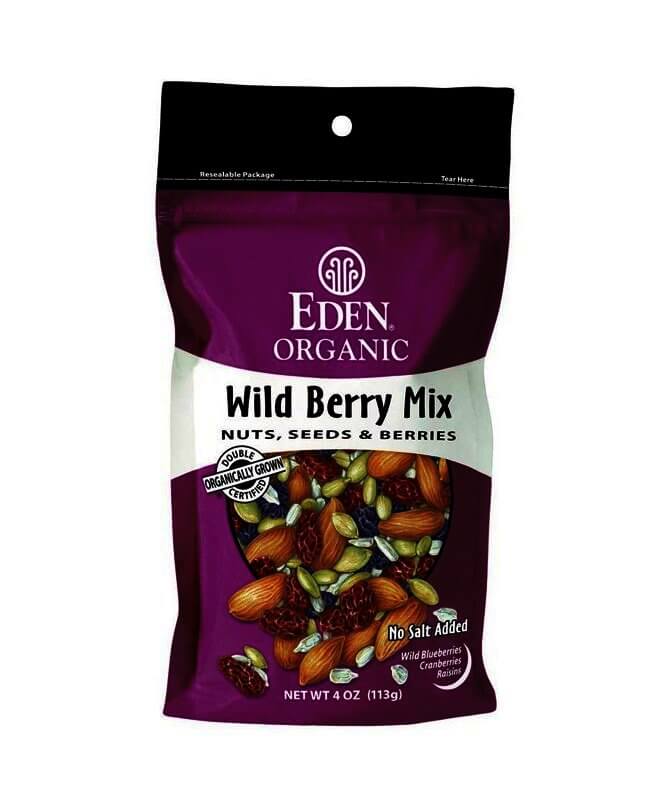 Resealable Package
Tear Here
EDEN®
ORGANIC
Wild Berry Mix
NUTS, SEEDS & BERRIES
DOUBLE
ORGANICALLY GROWN
CERTIFIED
No Salt Added
Wild Blueberries
Cranberries
Raisins
NET WT 4 OZ (113g)